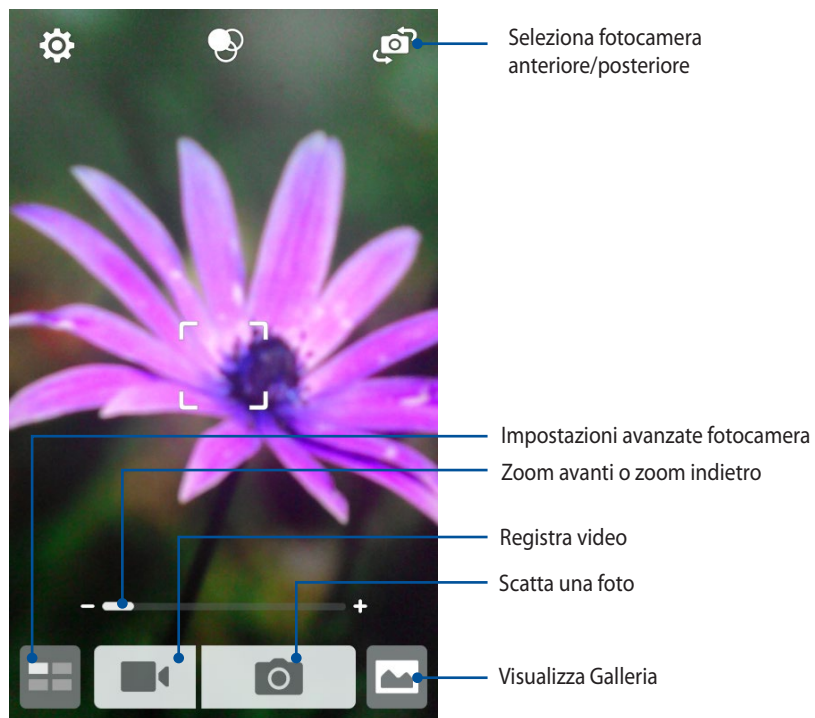 Seleziona fotocamera
anteriore/posteriore
Impostazioni avanzate fotocamera
Zoom avanti o zoom indietro
Registra video
Scatta una foto
Visualizza Galleria